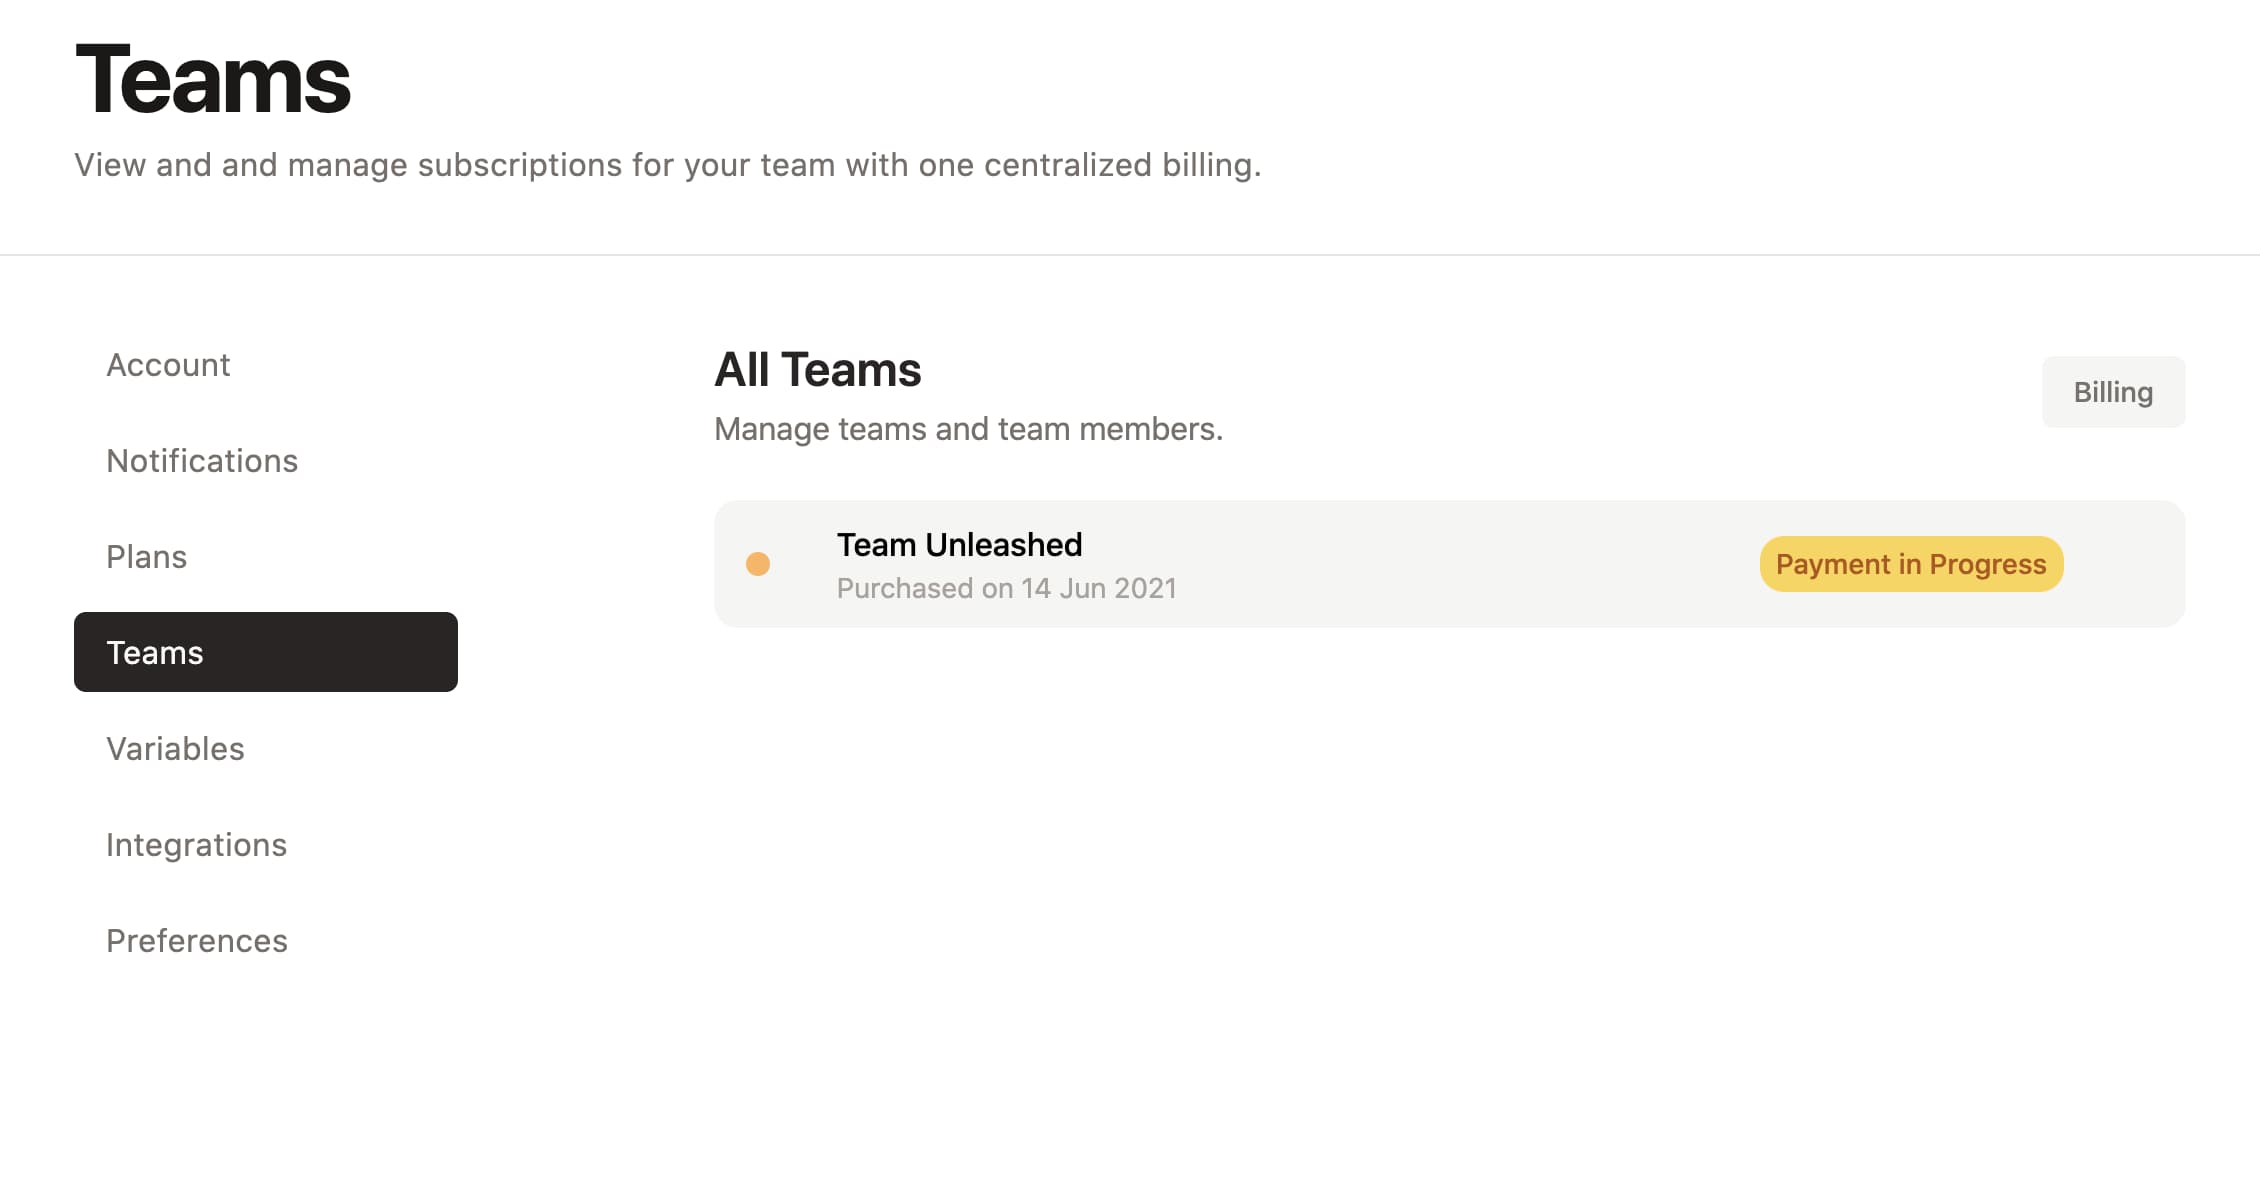 Teams
View and and manage subscriptions for your team with one centralized billing.
Account
Notifications
Plans
Teams
Variables
Integrations
Preferences
All Teams
Manage teams and team members.
Billing
Team Unleashed
Purchased on 14 Jun 2021
Payment in Progress